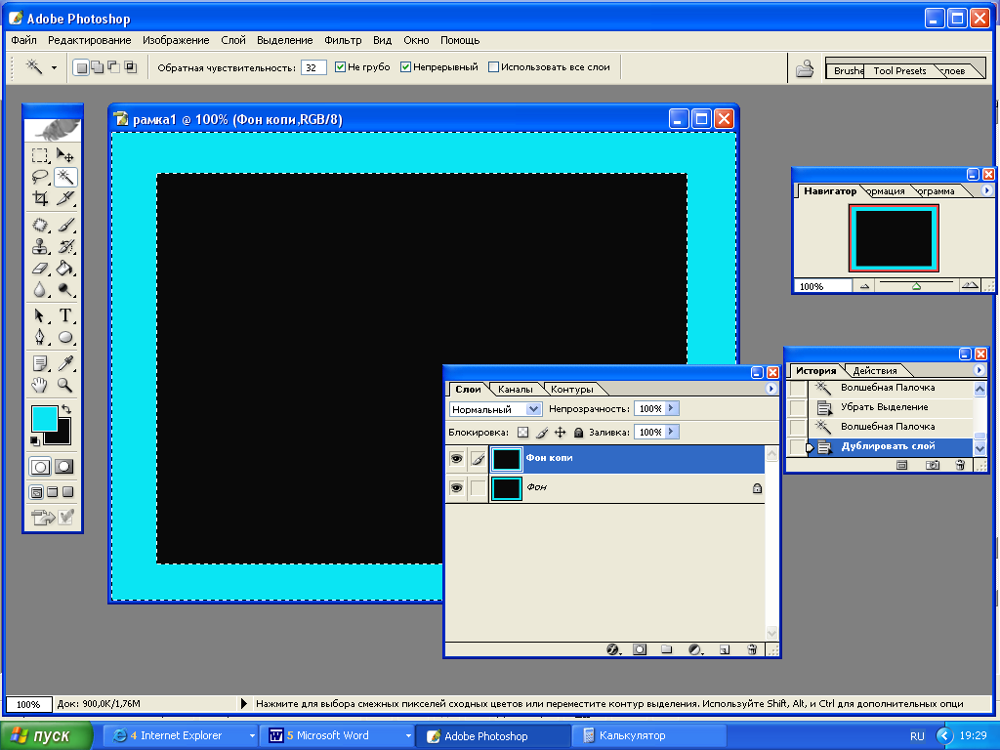 Adobe Photoshop
Файл Редактирование Изображение Слой Выделение Фильтр Вид Окно Помощь
Обратная чувствительность: 32 Не грубо Непрерывный Использовать все слои
Brushe Tool Presets слоев
рамка1 @ 100% (Фон копи,RGB/8)
Навигатор ормация ограмма
100%
История Действия
Волшебная Палочка
Убрать Выделение
Волшебная Палочка
Дублировать слой
Слои Каналы Контуры
Нормальный Непрозрачность: 100%
Блокировка: Заливка: 100%
Фон копи
Фон
100% Док: 900,0K/1,76M Нажмите для выбора смежных пикселей сходных цветов или переместите контур выделения. Используйте Shift, Alt, и Ctrl для дополнительных опци
пуск 4 Internet Explorer 5 Microsoft Word Adobe Photoshop Калькулятор RU 19:29